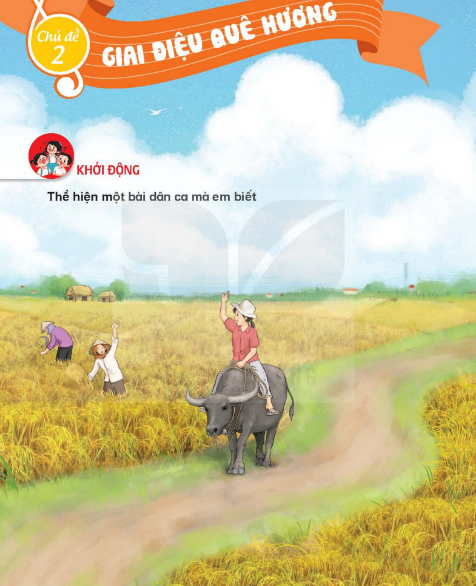 Chủ đề
2
GIAI ĐIỆU QUÊ HƯƠNG
KHỞI ĐỘNG
Thể hiện một bài dân ca mà em biết